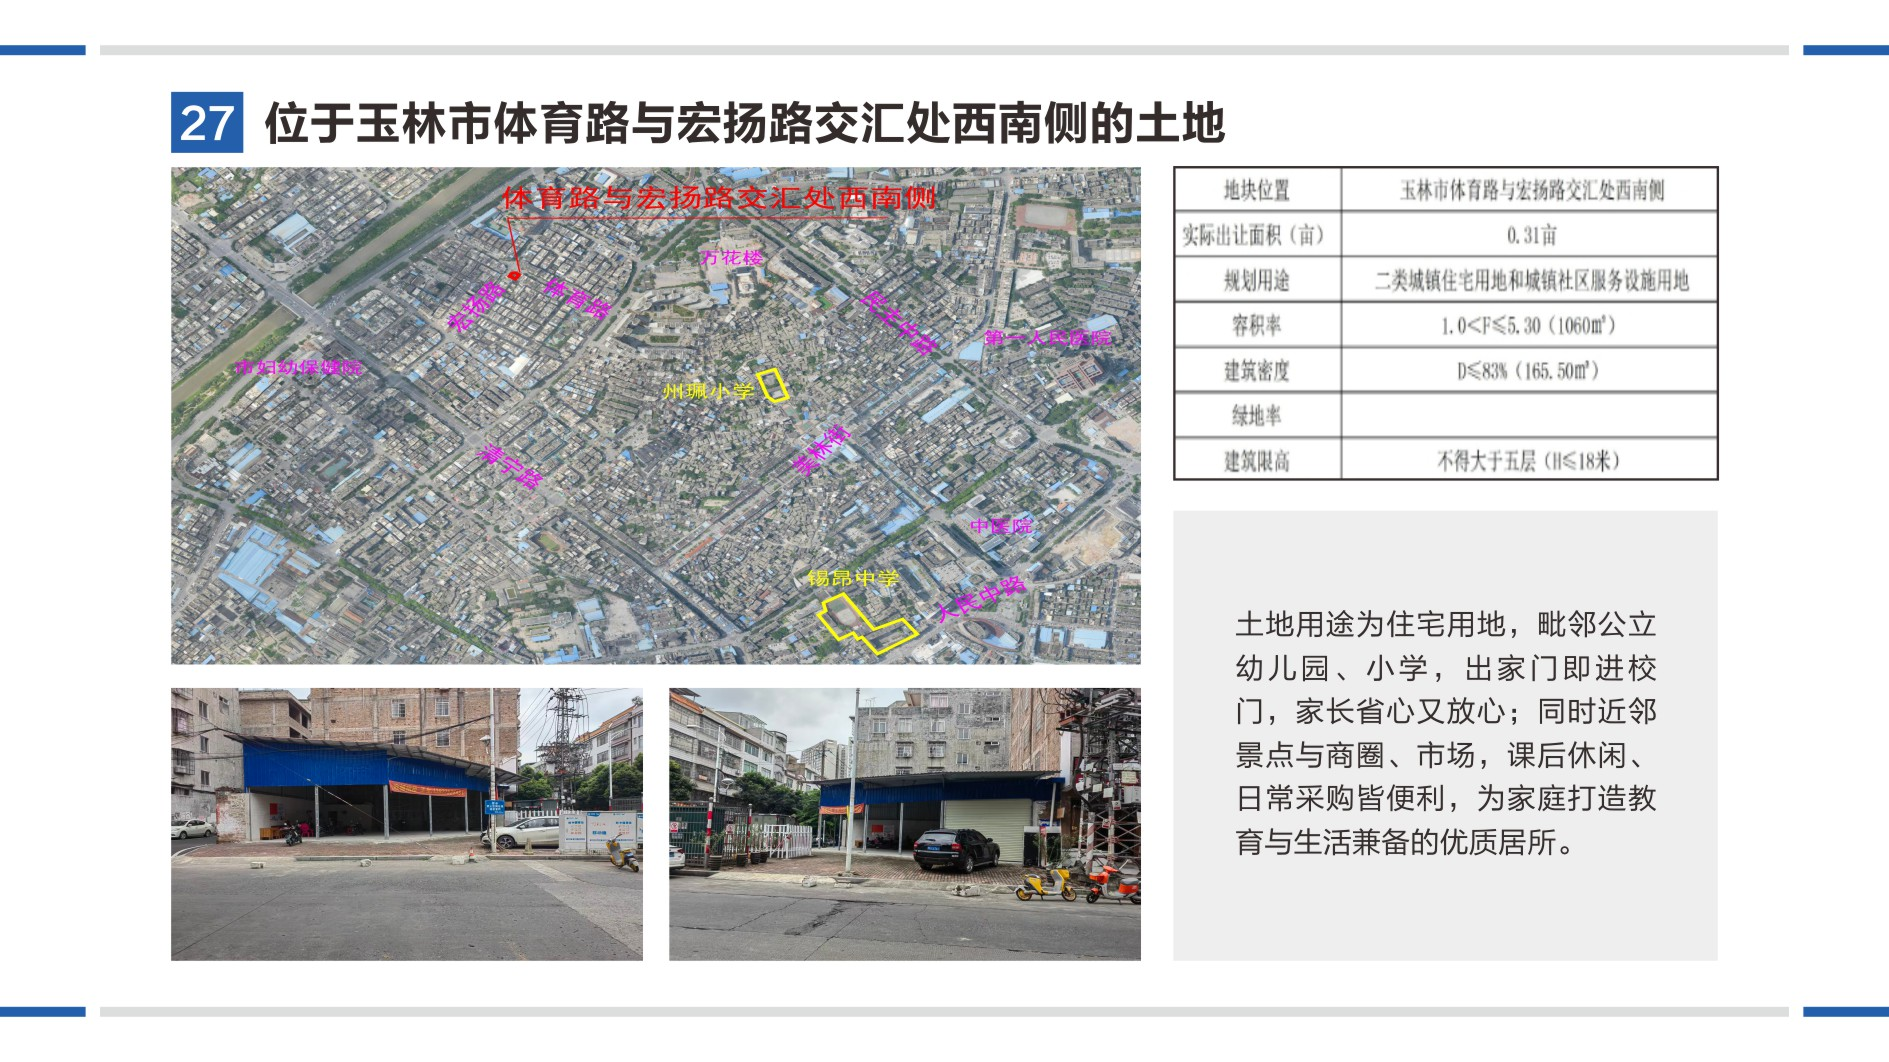 27 位于玉林市体育路与宏扬路交汇处西南侧的土地
体育路与宏扬路交汇处西南侧
万花楼
宏扬路
体育路
民主中路
第一人民医院
市妇幼保健院
州珮小学
美林街
清宁路
中医院
锡昂中学
人民中路
地块位置 玉林市体育路与宏扬路交汇处西南侧
实际出让面积（亩） 0.31亩
规划用途 二类城镇住宅用地和城镇社区服务设施用地
容积率 1.0<F≤5.30（1060㎡）
建筑密度 D≤83%（165.50㎡）
绿地率
建筑限高 不得大于五层（H≤18米）
土地用途为住宅用地，毗邻公立
幼儿园、小学，出家门即进校
门，家长省心又放心；同时近邻
景点与商圈、市场，课后休闲、
日常采购皆便利，为家庭打造教
育与生活兼备的优质居所。